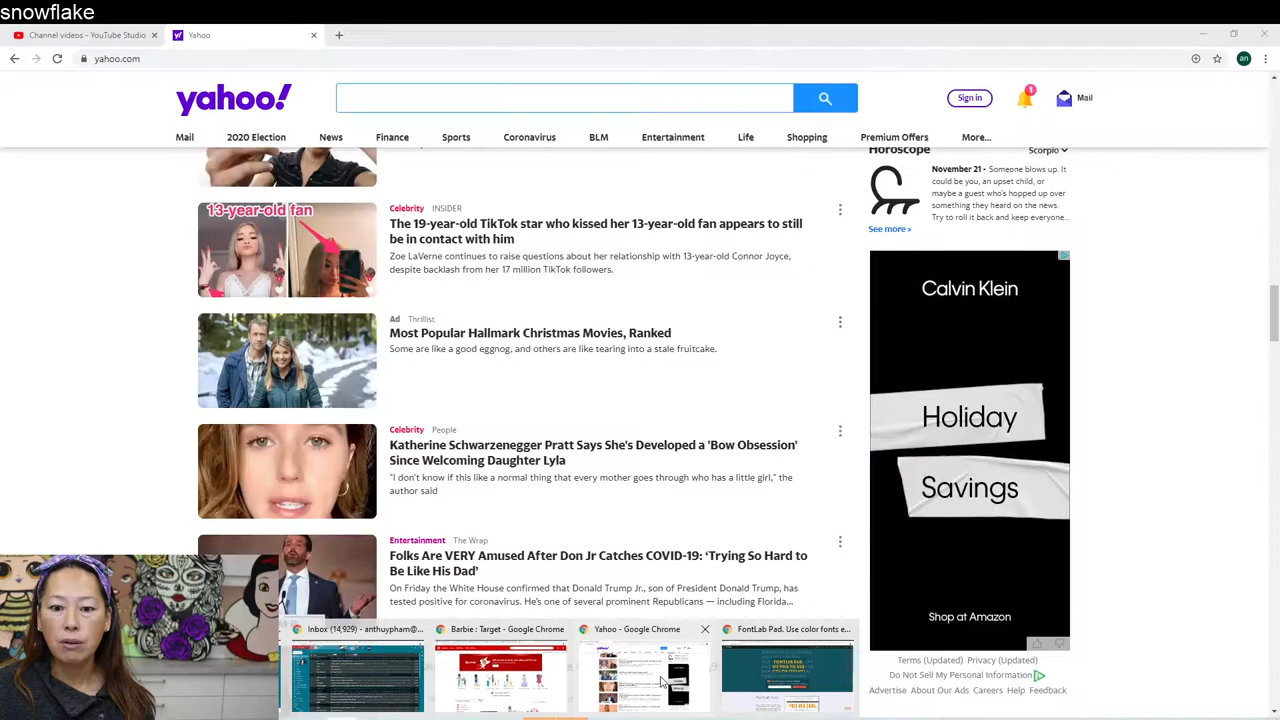 snowflake
Channel videos - YouTube Studio
Yahoo
yahoo.com
an
yahoo!
Sign in
1
Mail
Mail
2020 Election
News
Finance
Sports
Coronavirus
BLM
Entertainment
Life
Shopping
Premium Offers
More...
Horoscope
Scorpio
November 21 - Someone blows up. It
could be you, an upset child, or
maybe a guest who's hopped up over
something they heard on the news.
Try to roll it back and keep everyone...
See more »
13-year-old fan
Celebrity INSIDER
The 19-year-old TikTok star who kissed her 13-year-old fan appears to still
be in contact with him
Zoe LaVerne continues to raise questions about her relationship with 13-year-old Connor Joyce,
despite backlash from her 17 million TikTok followers.
Ad Thrillist
Most Popular Hallmark Christmas Movies, Ranked
Some are like a good eggnog, and others are like tearing into a stale fruitcake.
Celebrity People
Katherine Schwarzenegger Pratt Says She's Developed a 'Bow Obsession'
Since Welcoming Daughter Lyla
"I don't know if this like a normal thing that every mother goes through who has a little girl," the
author said
Entertainment The Wrap
Folks Are VERY Amused After Don Jr Catches COVID-19: 'Trying So Hard to
Be Like His Dad'
On Friday the White House confirmed that Donald Trump Jr., son of President Donald Trump, has
tested positive for coronavirus. He's one of several prominent Republicans — including Florida...
Calvin Klein
Holiday
Savings
Shop at Amazon
Terms (Updated) Privacy (Updated)
Do Not Sell My Personal Information
Advertise About Our Ads Careers Help Feedback
Inbox (14,929) - anthuypham@...
Barbie : Target - Google Chrome
Yahoo - Google Chrome
FontLab Pad. Use color fonts e...